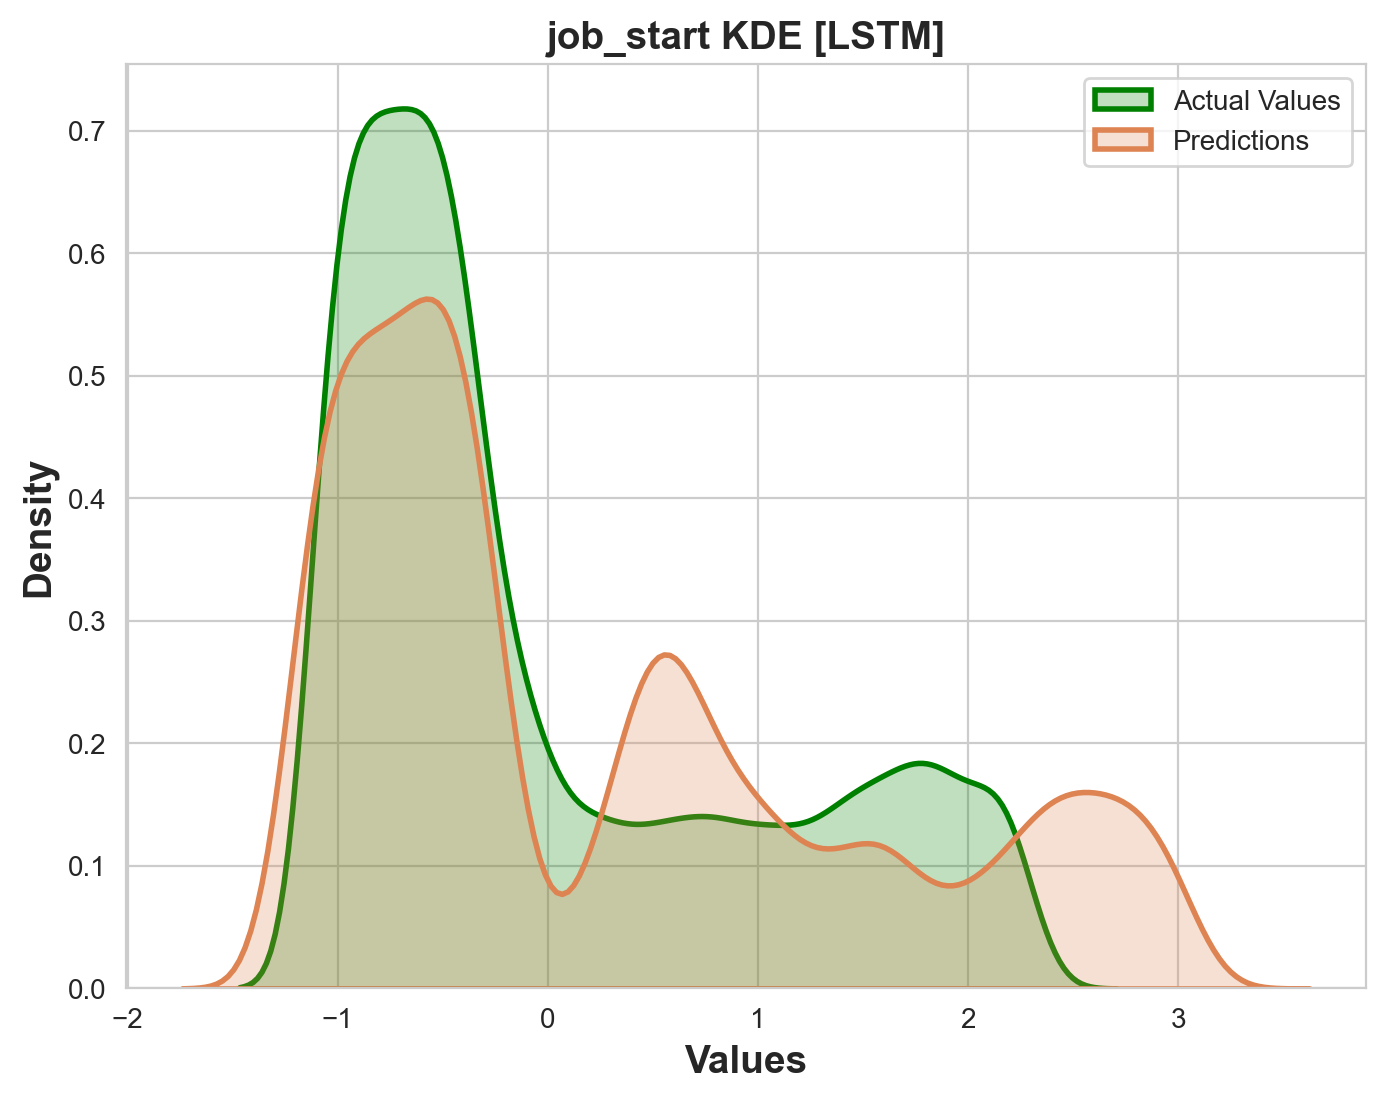 job_start KDE [LSTM]
Actual Values
Predictions
0.7
0.6
0.5
0.4
0.3
0.2
0.1
0.0
Density
−2 −1 0 1 2 3
Values